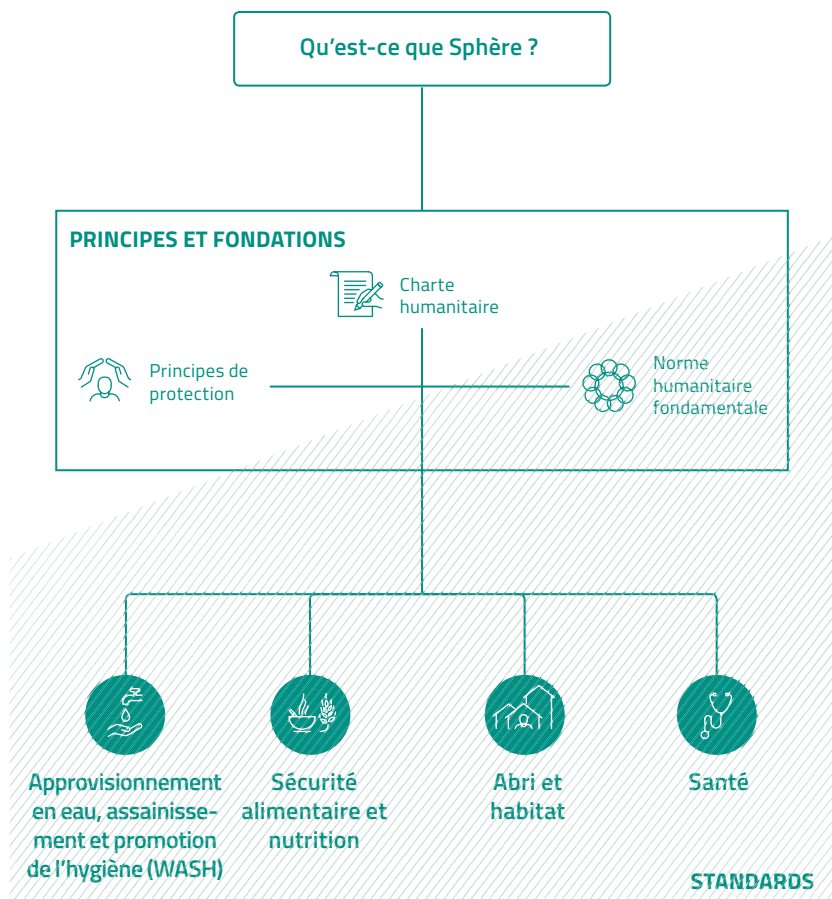 Qu'est-ce que Sphère ?
PRINCIPES ET FONDATIONS
Charte
humanitaire
Principes de
protection
Norme
humanitaire
fondamentale
Approvisionnement
en eau, assainisse-
ment et promotion
de l'hygiène (WASH)
Sécurité
alimentaire et
nutrition
Abri et
habitat
Santé
STANDARDS